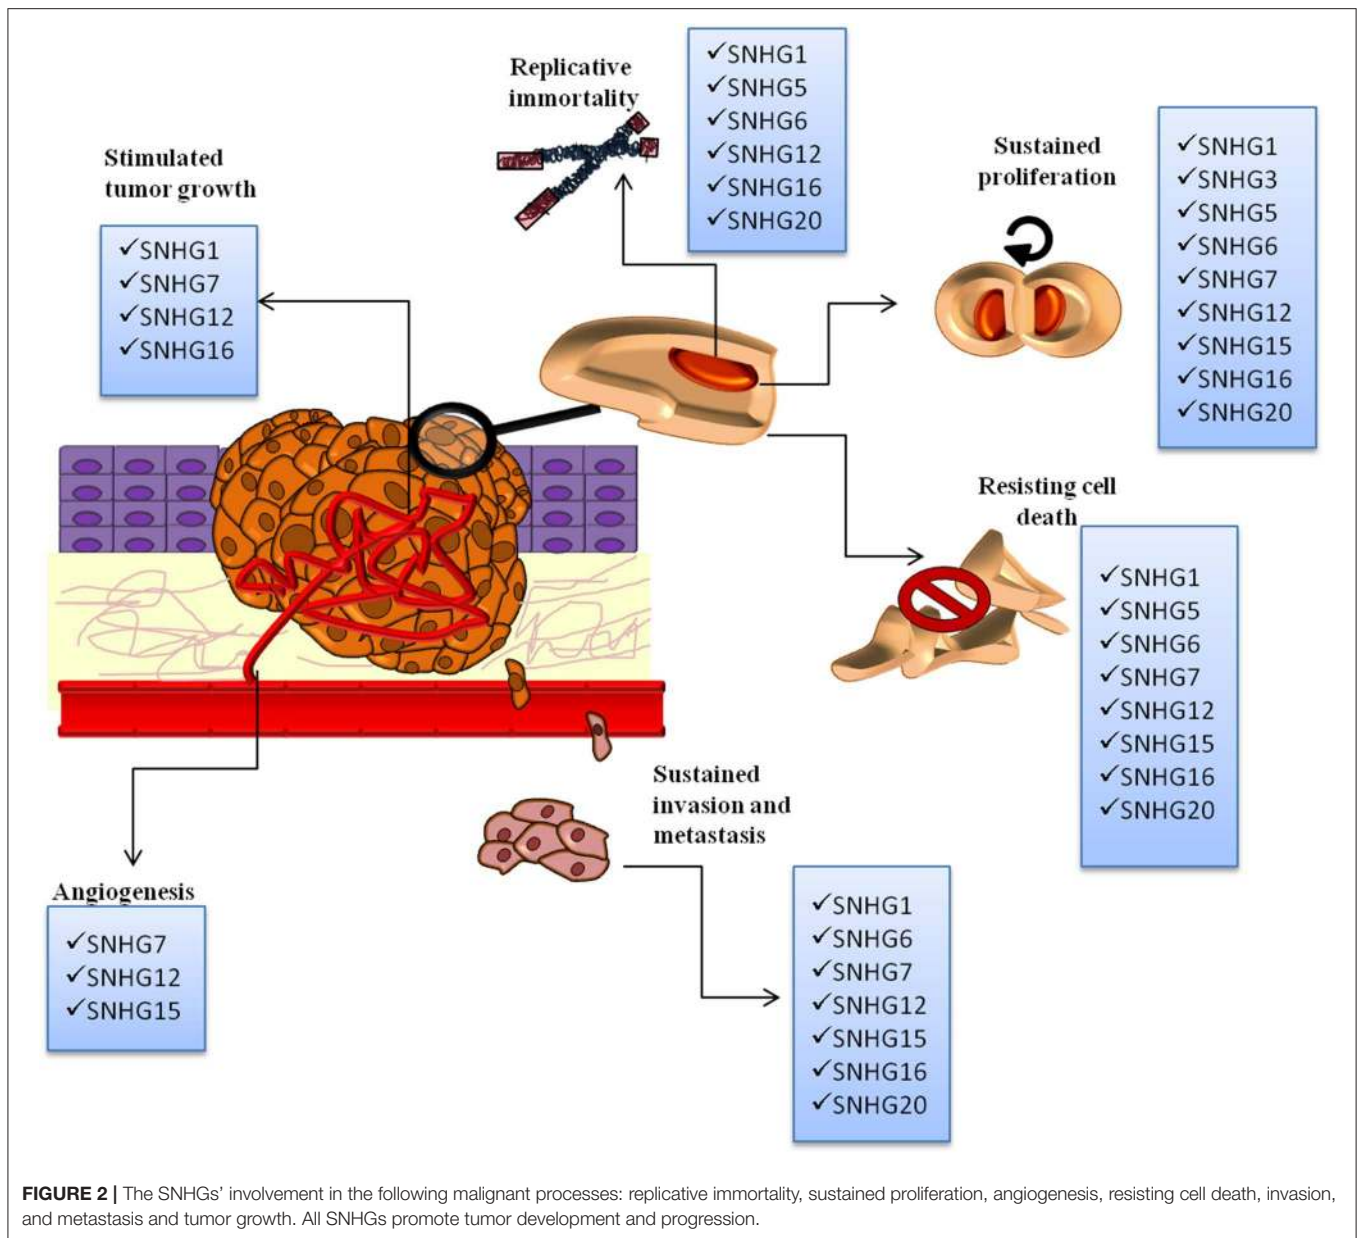 Replicative
immortality
✓SNHG1
✓SNHG5
✓SNHG6
✓SNHG12
✓SNHG16
✓SNHG20
Stimulated
tumor growth
✓SNHG1
✓SNHG7
✓SNHG12
✓SNHG16
Sustained
proliferation
✓SNHG1
✓SNHG3
✓SNHG5
✓SNHG6
✓SNHG7
✓SNHG12
✓SNHG15
✓SNHG16
✓SNHG20
Resisting cell
death
✓SNHG1
✓SNHG5
✓SNHG6
✓SNHG7
✓SNHG12
✓SNHG15
✓SNHG16
✓SNHG20
Sustained
invasion and
metastasis
✓SNHG1
✓SNHG6
✓SNHG7
✓SNHG12
✓SNHG15
✓SNHG16
✓SNHG20
Angiogenesis
✓SNHG7
✓SNHG12
✓SNHG15
FIGURE 2 | The SNHGs' involvement in the following malignant processes: replicative immortality, sustained proliferation, angiogenesis, resisting cell death, invasion,
and metastasis and tumor growth. All SNHGs promote tumor development and progression.